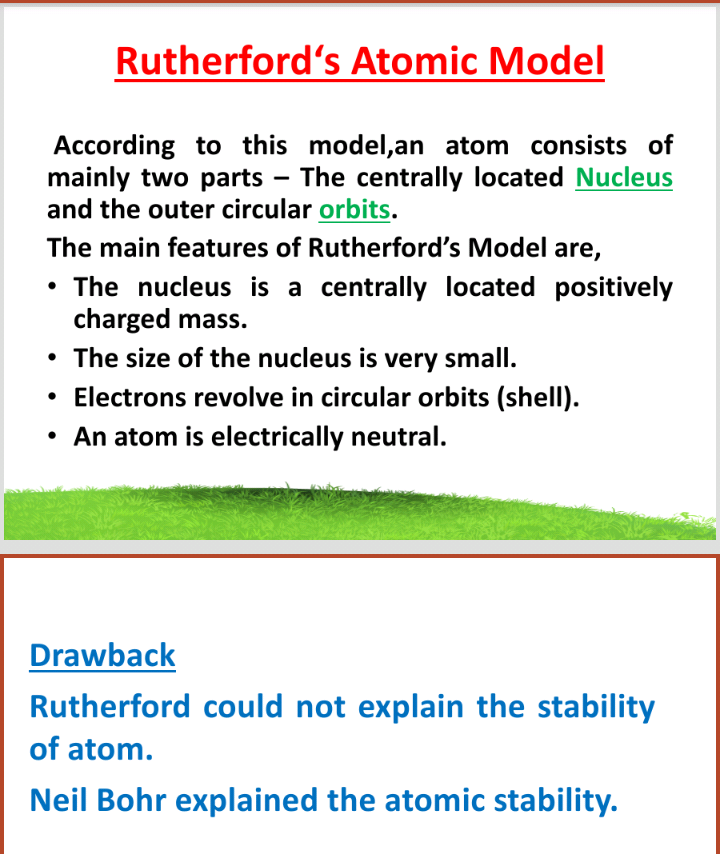 Rutherford‘s Atomic Model
According to this model,an atom consists of
mainly two parts – The centrally located Nucleus
and the outer circular orbits.
The main features of Rutherford’s Model are,
• The nucleus is a centrally located positively
charged mass.
• The size of the nucleus is very small.
• Electrons revolve in circular orbits (shell).
• An atom is electrically neutral.
Drawback
Rutherford could not explain the stability
of atom.
Neil Bohr explained the atomic stability.